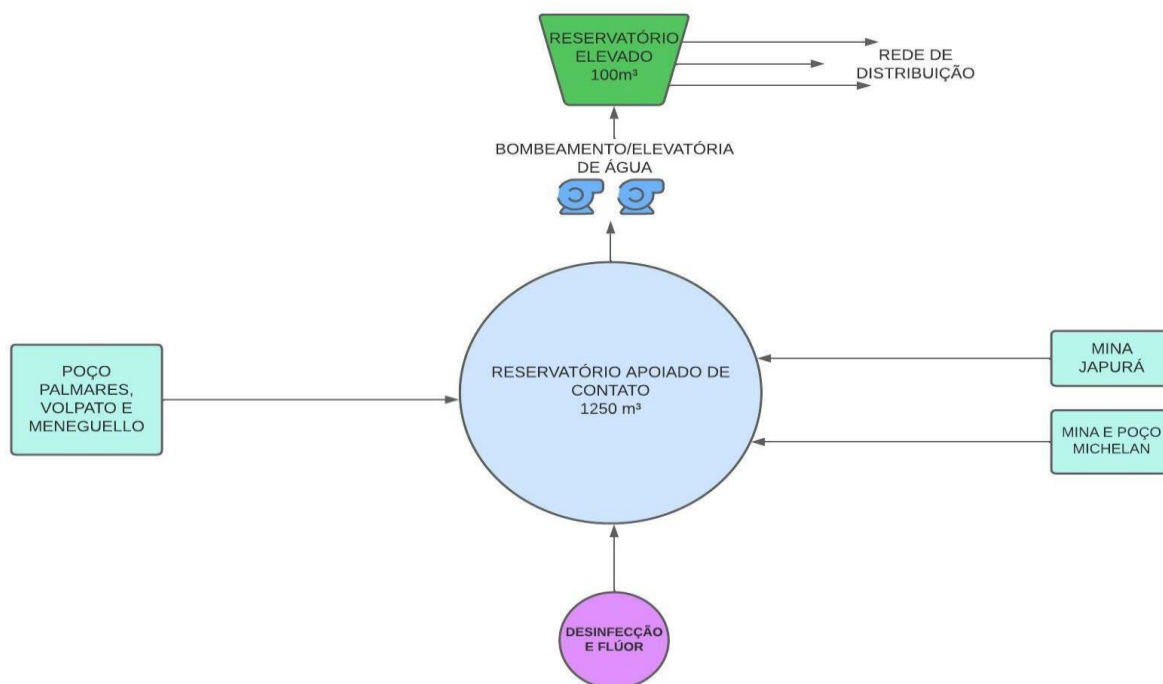 RESERVATÓRIO
ELEVADO
100m³
REDE DE
DISTRIBUIÇÃO
BOMBEAMENTO/ELEVATÓRIA
DE ÁGUA
POÇO
PALMARES,
VOLPATO E
MENEGUELLO
RESERVATÓRIO APOIADO DE
CONTATO
1250 m³
MINA
JAPURÁ
MINA E POÇO
MICHELAN
DESINFECÇÃO
E FLÚOR